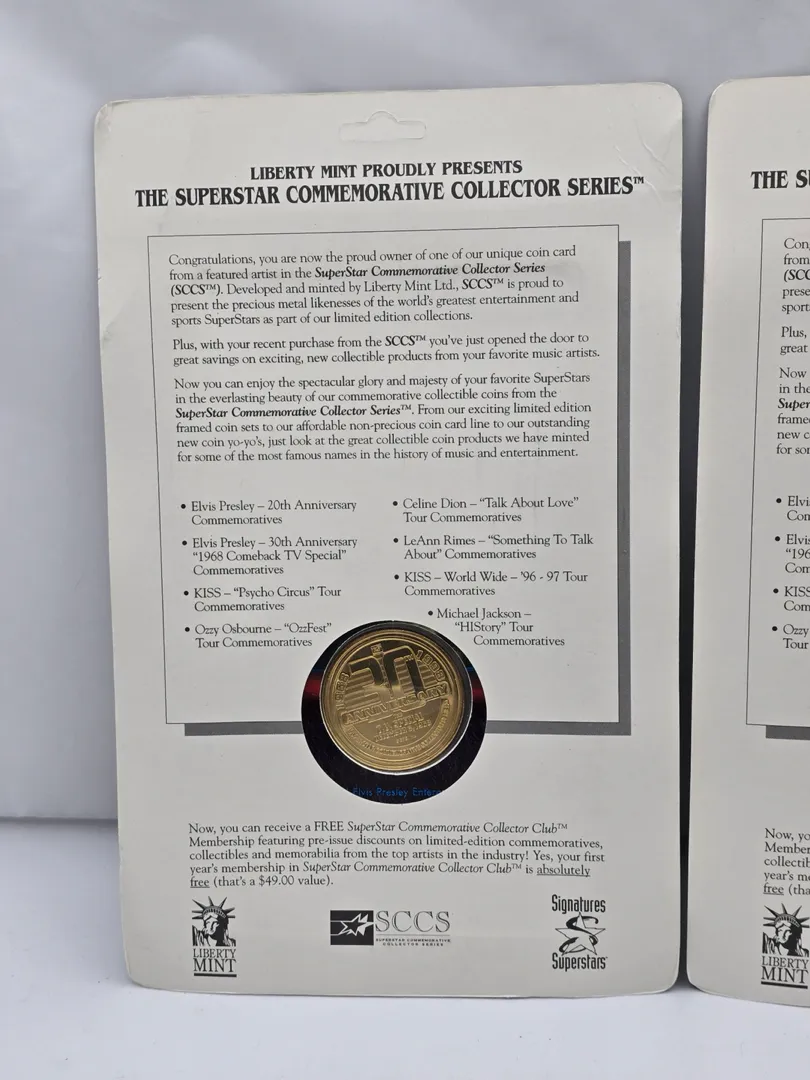 LIBERTY MINT PROUDLY PRESENTS
THE SUPERSTAR COMMEMORATIVE COLLECTOR SERIES™
Congratulations, you are now the proud owner of one of our unique coin card
from a featured artist in the SuperStar Commemorative Collector Series
(SCCS™). Developed and minted by Liberty Mint Ltd., SCCS™ is proud to
present the precious metal likenesses of the world's greatest entertainment and
sports SuperStars as part of our limited edition collections.
Plus, with your recent purchase from the SCCS™ you've just opened the door to
great savings on exciting, new collectible products from your favorite music artists.
Now you can enjoy the spectacular glory and majesty of your favorite SuperStars
in the everlasting beauty of our commemorative collectible coins from the
SuperStar Commemorative Collector Series™. From our exciting limited edition
framed coin sets to our affordable non-precious coin card line to our outstanding
new coin yo-yo's, just look at the great collectible coin products we have minted
for some of the most famous names in the history of music and entertainment.
• Elvis Presley – 20th Anniversary
Commemoratives
• Elvis Presley – 30th Anniversary
"1968 Comeback TV Special"
Commemoratives
• KISS – "Psycho Circus" Tour
Commemoratives
• Ozzy Osbourne – "OzzFest"
Tour Commemoratives
• Celine Dion – "Talk About Love"
Tour Commemoratives
• LeAnn Rimes – "Something To Talk
About" Commemoratives
• KISS – World Wide – '96 - 97 Tour
Commemoratives
• Michael Jackson –
"HIStory" Tour
Commemoratives
30TH
ANNIVERSARY
Elvis Presley Enter
Now, you can receive a FREE SuperStar Commemorative Collector Club™
Membership featuring pre-issue discounts on limited-edition commemoratives,
collectibles and memorabilia from the top artists in the industry! Yes, your first
year's membership in SuperStar Commemorative Collector Club™ is absolutely
free (that's a $49.00 value).
LIBERTY
MINT
SCCS
SUPERSTAR COMMEMORATIVE
COLLECTOR SERIES
Signatures
Superstars
THE S
Con
from
(SCC
prese
sport
Plus,
great
Now
in the
Super
framed
new c
for so
• Elvi
Com
• Elvi
"196
Com
• KISS
Com
• Ozzy
Tour
Now, yo
Member
collectib
year's m
free (tha
LIBERTY
MINT